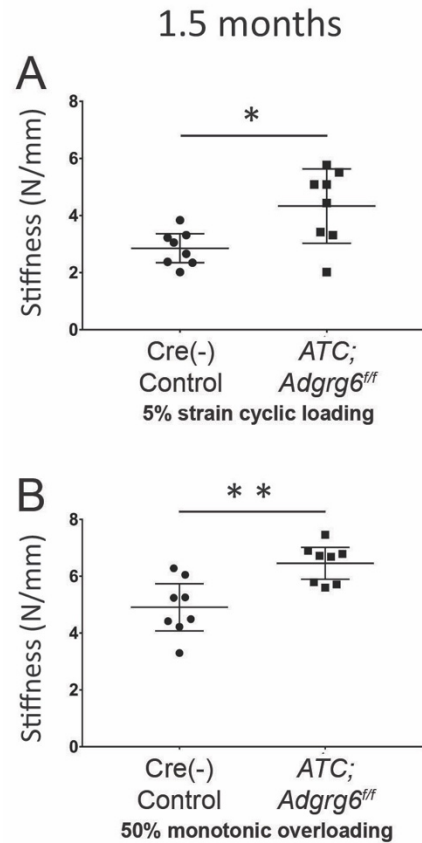 1.5 months
A
*
Stiffness (N/mm)
8
6
4
2
0
Cre(-)
Control
ATC;
Adgrg6f/f
5% strain cyclic loading
B
* *
Stiffness (N/mm)
8
6
4
2
0
Cre(-)
Control
ATC;
Adgrg6f/f
50% monotonic overloading